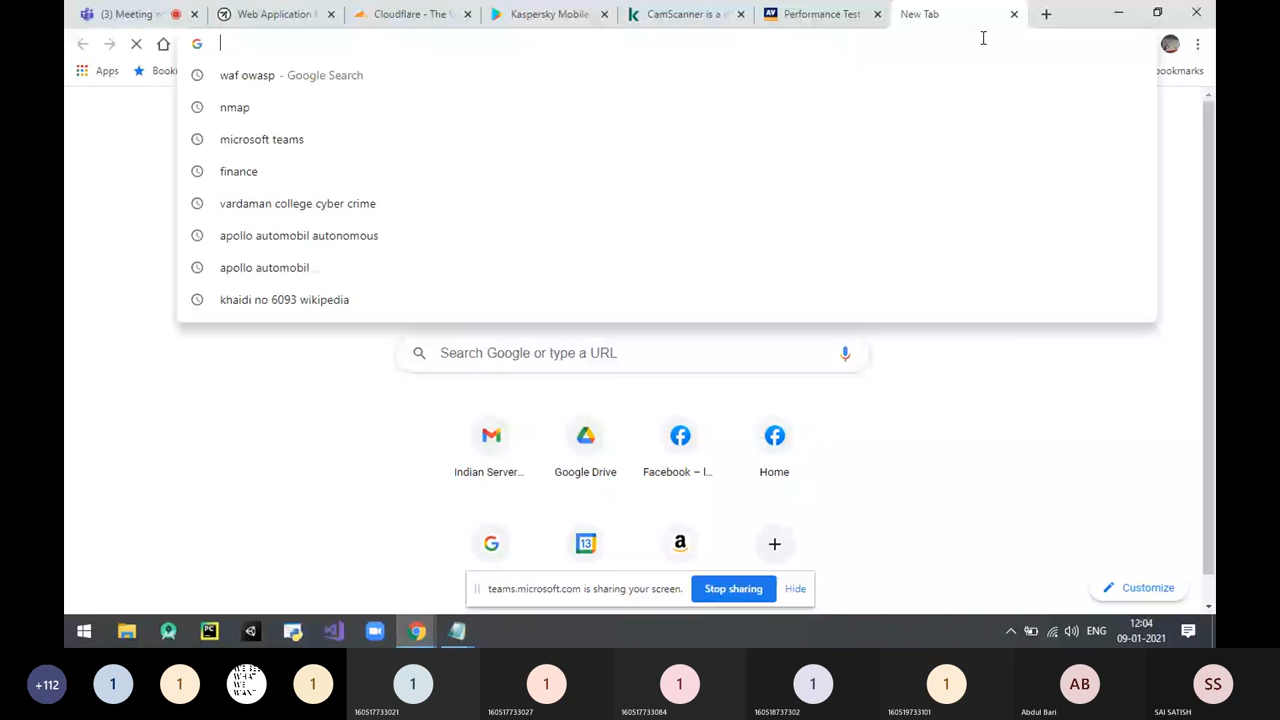 (3) Meeting
Web Application
Cloudflare - The
Kaspersky Mobile
CamScanner is a
Performance Test
New Tab
waf owasp - Google Search
Apps
nmap
microsoft teams
finance
vardaman college cyber crime
apollo automobil autonomous
apollo automobil
khaidi no 6093 wikipedia
Search Google or type a URL
Indian Server...
Google Drive
Facebook – l...
Home
13
teams.microsoft.com is sharing your screen.
Stop sharing
Hide
Customize
PC
ENG
12:04
09-01-2021
+112
1
1
1
1
1
1
1
1
AB
SS
160517733021
160517733027
160517733084
160518737302
160519733101
Abdul Bari
SAI SATISH